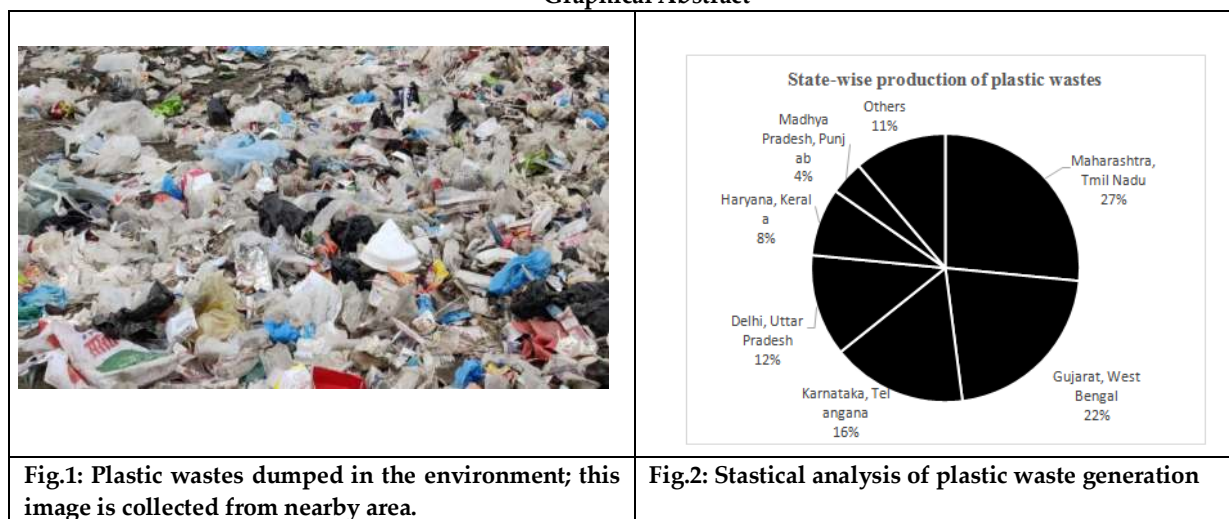 Graphical Abstract
State-wise production of plastic wastes
Others
11%
Madhya
Pradesh, Punj
ab
4%
Haryana, Keral
a
8%
Delhi, Uttar
Pradesh
12%
Karnataka, Tel
angana
16%
Gujarat, West
Bengal
22%
Maharashtra,
Tmil Nadu
27%
Fig.1: Plastic wastes dumped in the environment; this
image is collected from nearby area.
Fig.2: Stastical analysis of plastic waste generation